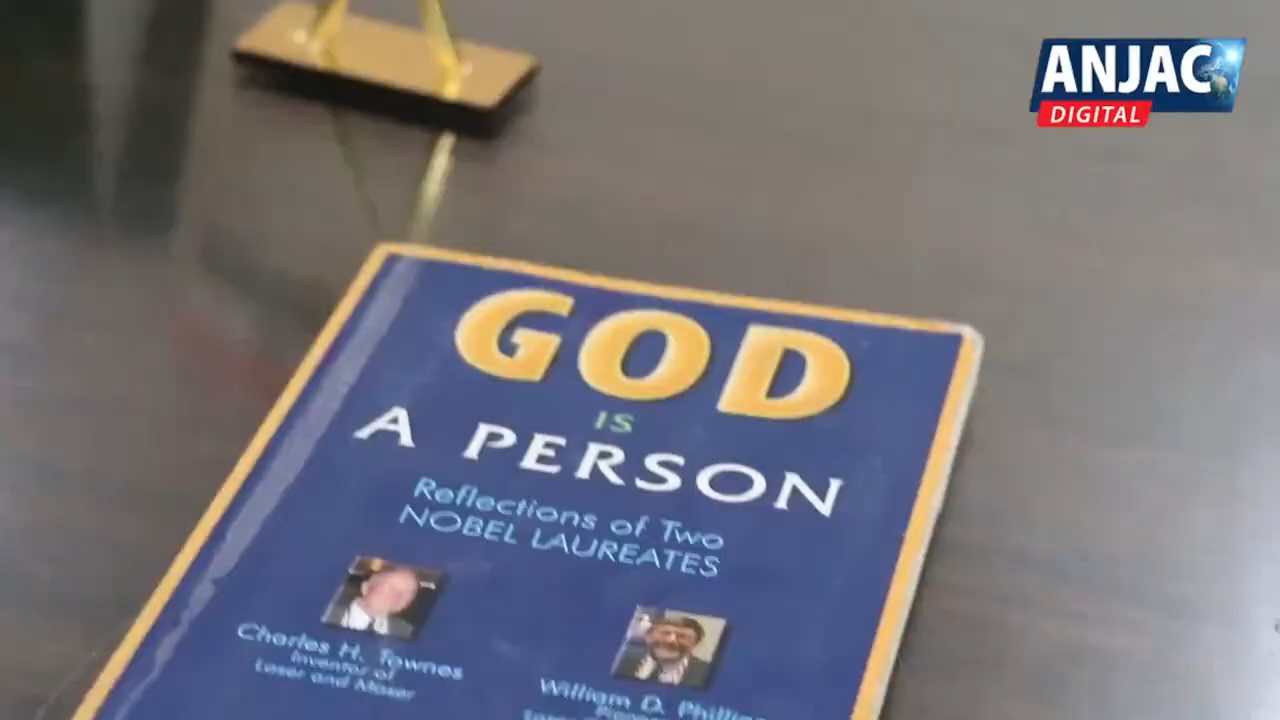 ANJAC
DIGITAL
GOD
IS
A PERSON
Reflections of Two
NOBEL LAUREATES
Charles H. Townes
Inventor of
Laser and Maser
William D. Phillips